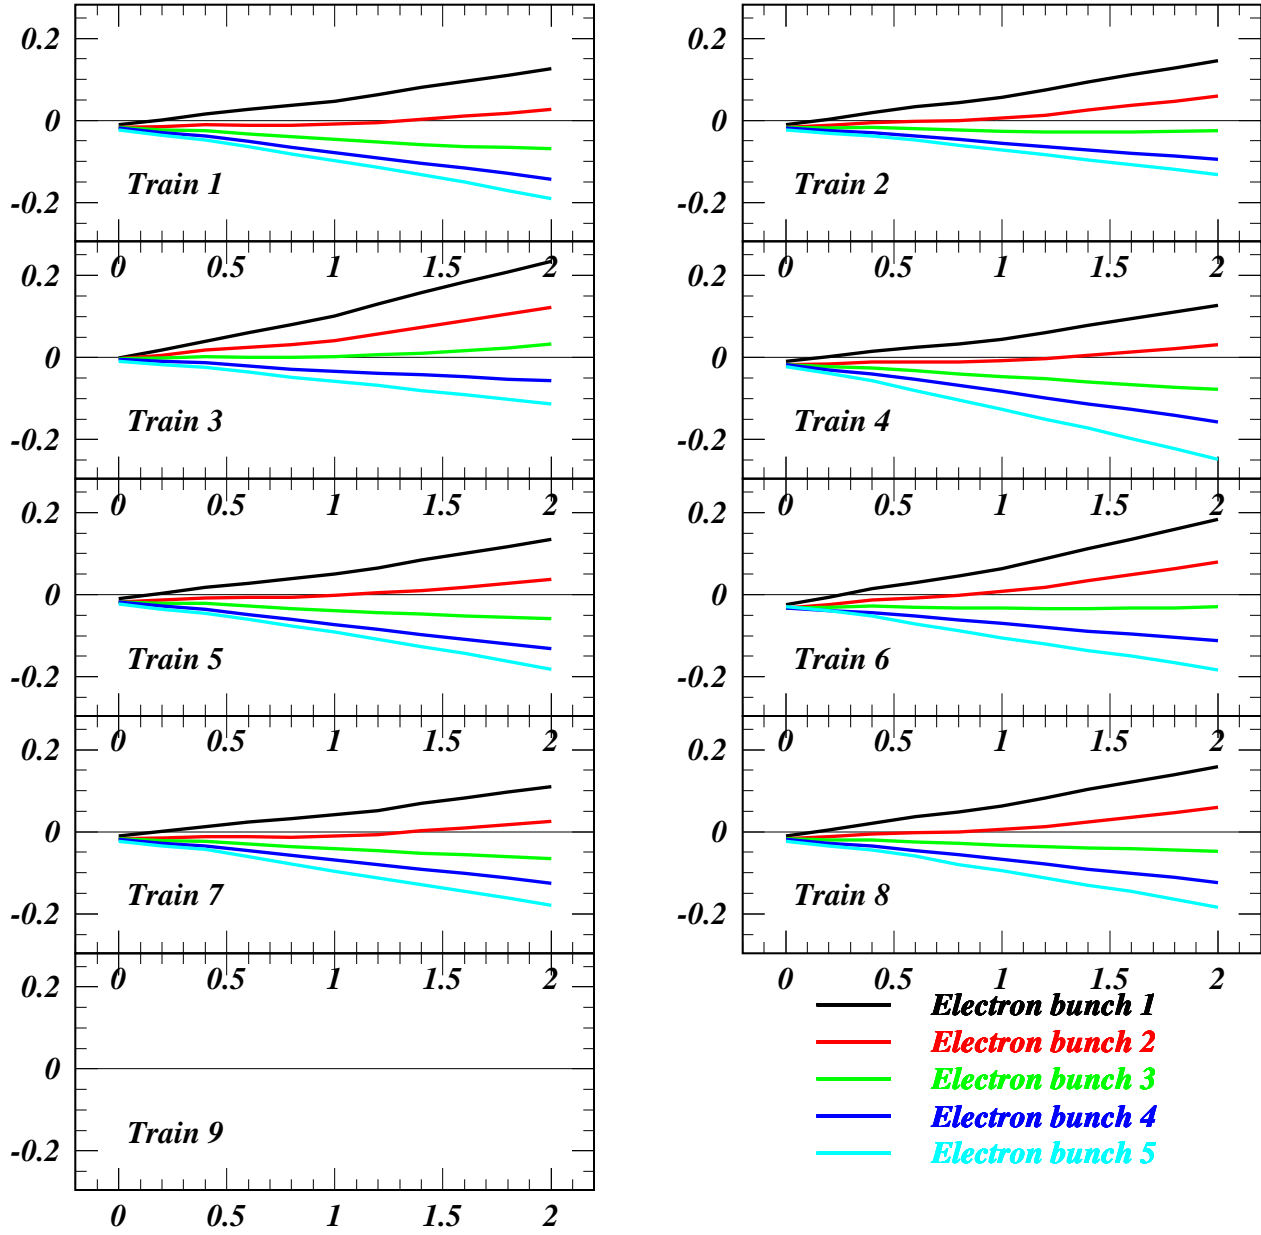 0.2 0.2
0 0
Train 1 Train 2
-0.2 -0.2
0 0.5 1 1.5 2 0 0.5 1 1.5 2
0.2 0.2
0 0
Train 3 Train 4
-0.2 -0.2
0 0.5 1 1.5 2 0 0.5 1 1.5 2
0.2 0.2
0 0
Train 5 Train 6
-0.2 -0.2
0 0.5 1 1.5 2 0 0.5 1 1.5 2
0.2 0.2
0 0
Train 7 Train 8
-0.2 -0.2
0 0.5 1 1.5 2 0 0.5 1 1.5 2
0.2
0
Train 9
-0.2
0 0.5 1 1.5 2
Electron bunch 1
Electron bunch 2
Electron bunch 3
Electron bunch 4
Electron bunch 5